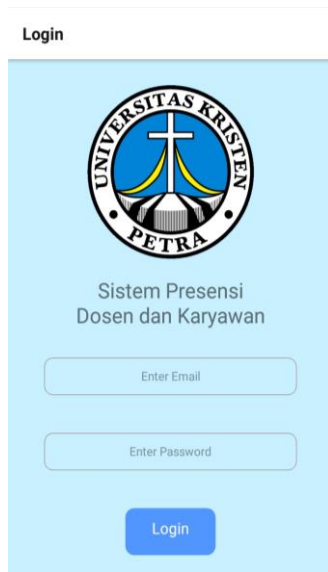 Login
UNIVERSITAS KRISTEN
PETRA
Sistem Presensi
Dosen dan Karyawan
Enter Email
Enter Password
Login